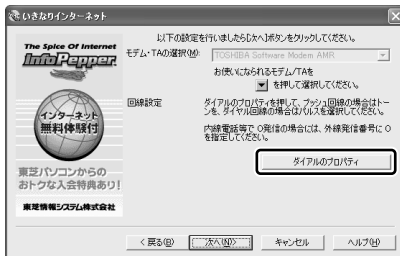 いきなりインターネット
以下の設定を行いましたら[次へ]ボタンをクリックしてください。
The Spice Of Internet
InfoPepper
インターネット
無料体験付
東芝パソコンからの
おトクな入会特典あり!
東芝情報システム株式会社
モデム・TAの選択(M):
TOSHIBA Software Modem AMR
お使いになられるモデム/TAを
▼ を押して選択してください。
回線設定
ダイアルのプロパティを押して、プッシュ回線の場合はトー
ンを、ダイヤル回線の場合はパルスを選択してください。
内線電話等で 0発信の場合には、外線発信番号に 0
を指定してください。
ダイアルのプロパティ
< 戻る(B)
次へ(N)>
キャンセル
ヘルプ(H)